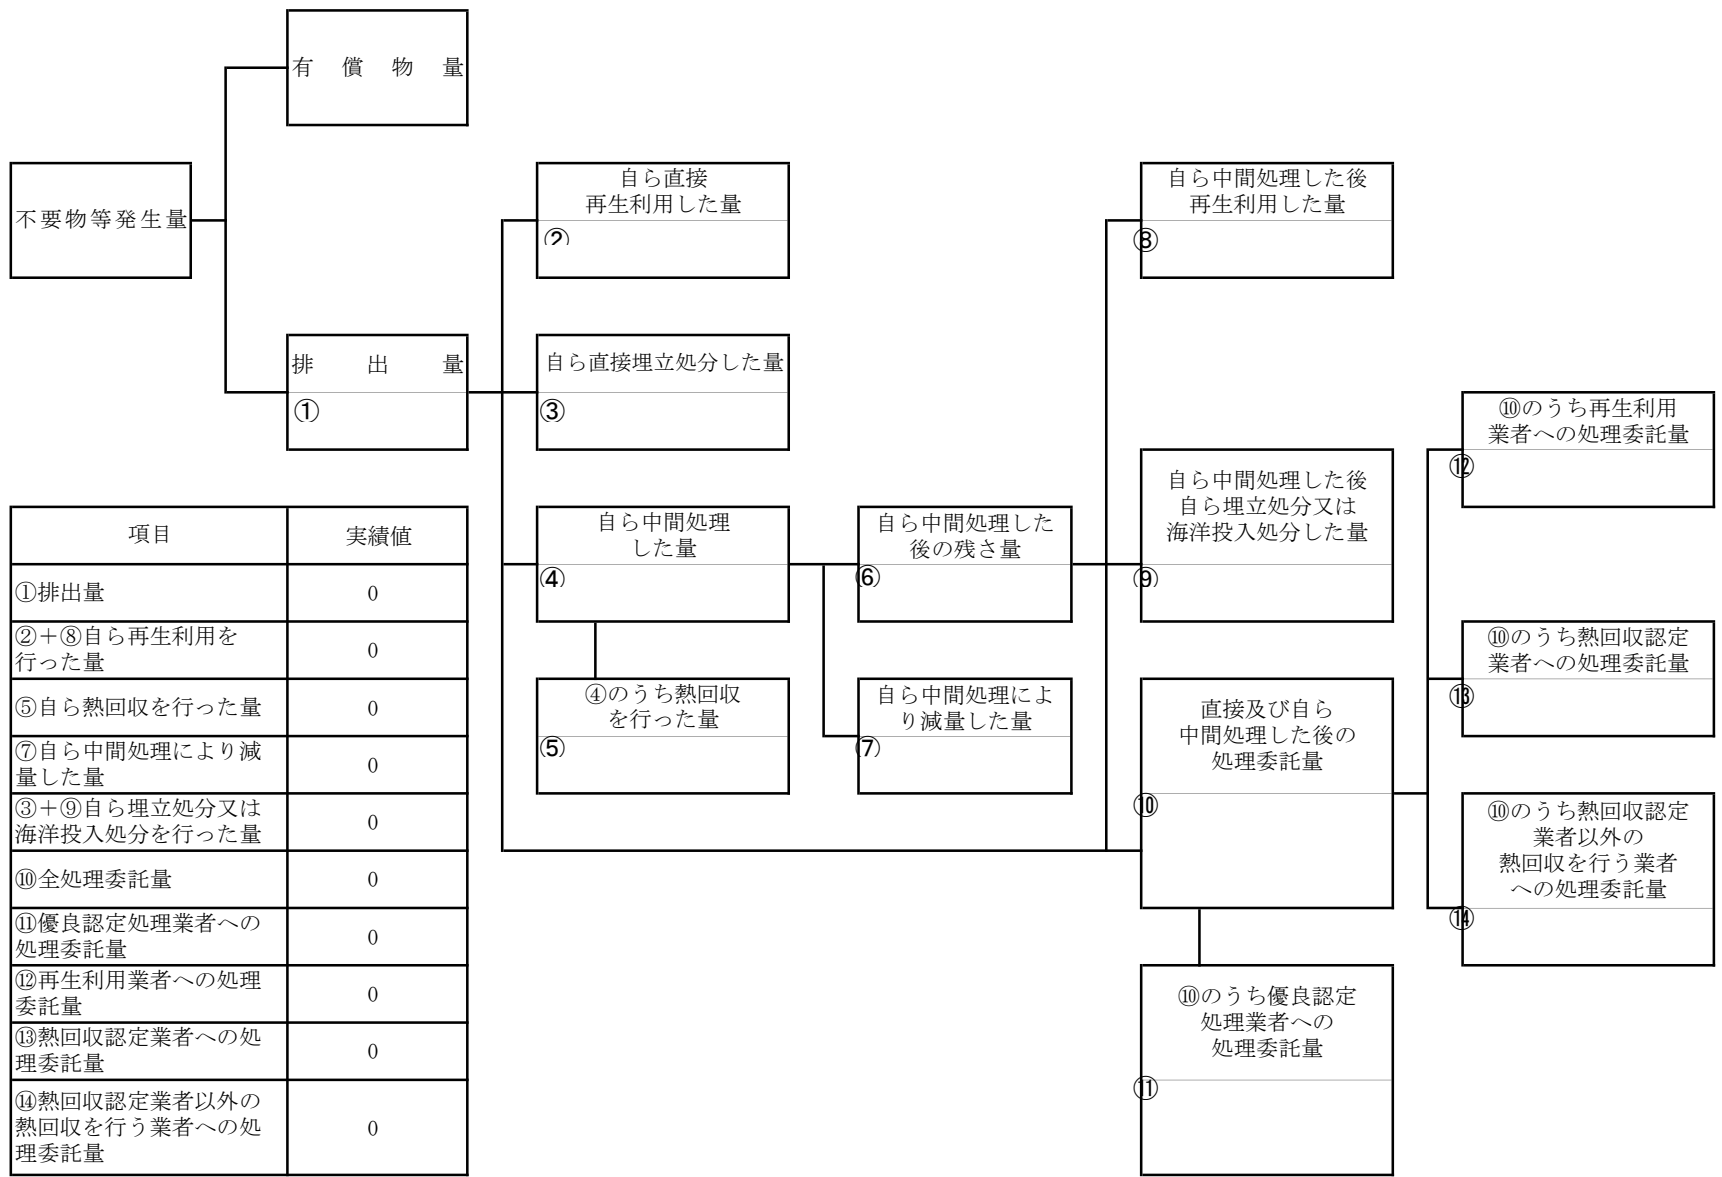 有償物量
不要物等発生量
自ら直接
再生利用した量
②
自ら中間処理した後
再生利用した量
⑧
排出量
①
自ら直接埋立処分した量
③
⑩のうち再生利用
業者への処理委託量
⑫
自ら中間処理した後
自ら埋立処分又は
海洋投入処分した量
⑨
自ら中間処理
した量
④
自ら中間処理した
後の残さ量
⑥
⑩のうち熱回収認定
業者への処理委託量
⑬
④のうち熱回収
を行った量
⑤
自ら中間処理によ
り減量した量
⑦
直接及び自ら
中間処理した後の
処理委託量
⑩
⑩のうち熱回収認定
業者以外の
熱回収を行う業者
への処理委託量
⑭
⑩のうち優良認定
処理業者への
処理委託量
⑪
項目 実績値
①排出量 0
②＋⑧自ら再生利用を
行った量 0
⑤自ら熱回収を行った量 0
⑦自ら中間処理により減
量した量 0
③＋⑨自ら埋立処分又は
海洋投入処分を行った量 0
⑩全処理委託量 0
⑪優良認定処理業者への
処理委託量 0
⑫再生利用業者への処理
委託量 0
⑬熱回収認定業者への処
理委託量 0
⑭熱回収認定業者以外の
熱回収を行う業者への処 0
理委託量